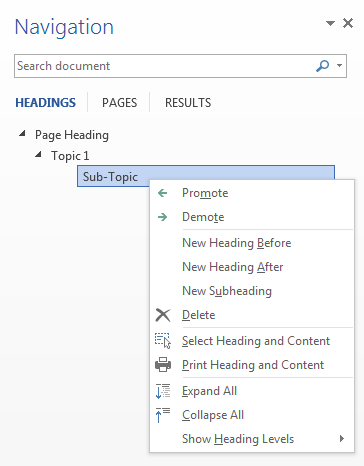 Navigation
Search document
HEADINGS PAGES RESULTS
Page Heading
Topic 1
Sub-Topic
Promote
Demote
New Heading Before
New Heading After
New Subheading
Delete
Select Heading and Content
Print Heading and Content
Expand All
Collapse All
Show Heading Levels